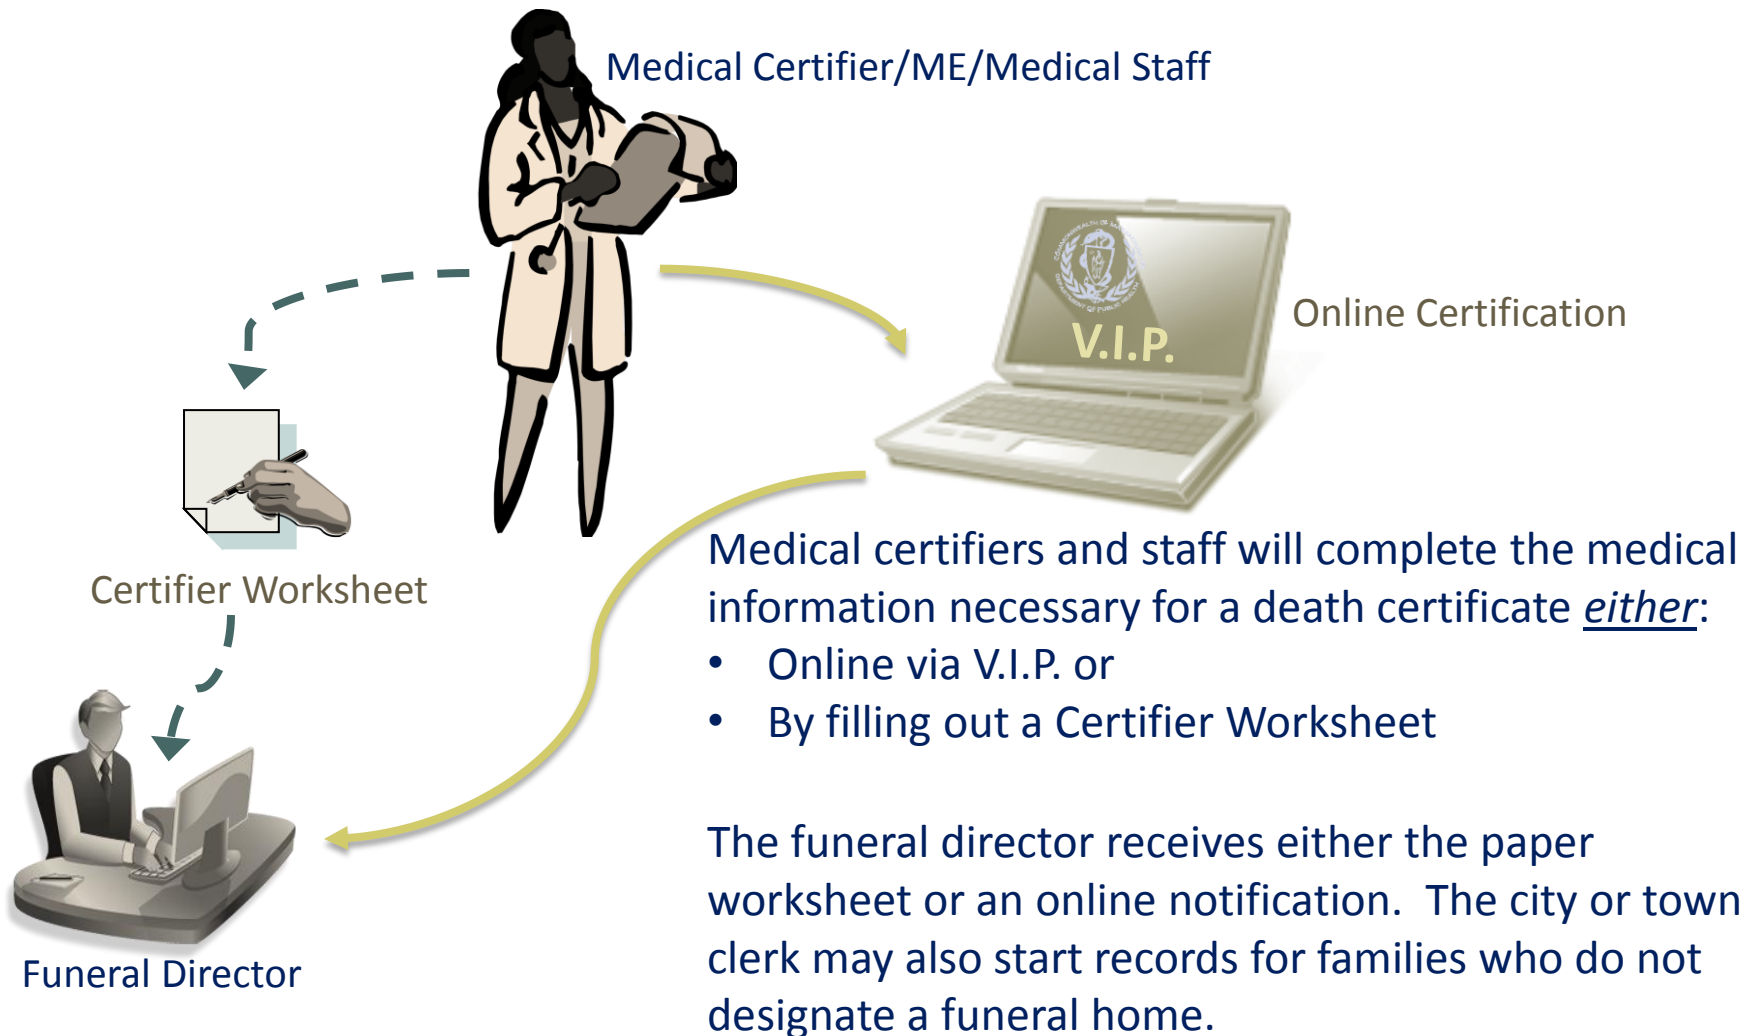 Medical Certifier/ME/Medical Staff
V.I.P.
Online Certification
Certifier Worksheet
Funeral Director
Medical certifiers and staff will complete the medical
information necessary for a death certificate either:
• Online via V.I.P. or
• By filling out a Certifier Worksheet
The funeral director receives either the paper
worksheet or an online notification.  The city or town
clerk may also start records for families who do not
designate a funeral home.